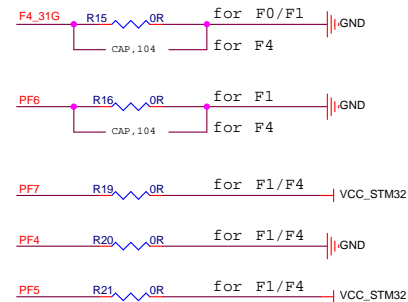 F4_31G R15 0R for F0/F1 GND
CAP,104 for F4
PF6 R16 0R for F1 GND
CAP,104 for F4
PF7 R19 0R for F1/F4 VCC_STM32
PF4 R20 0R for F1/F4 GND
PF5 R21 0R for F1/F4 VCC_STM32